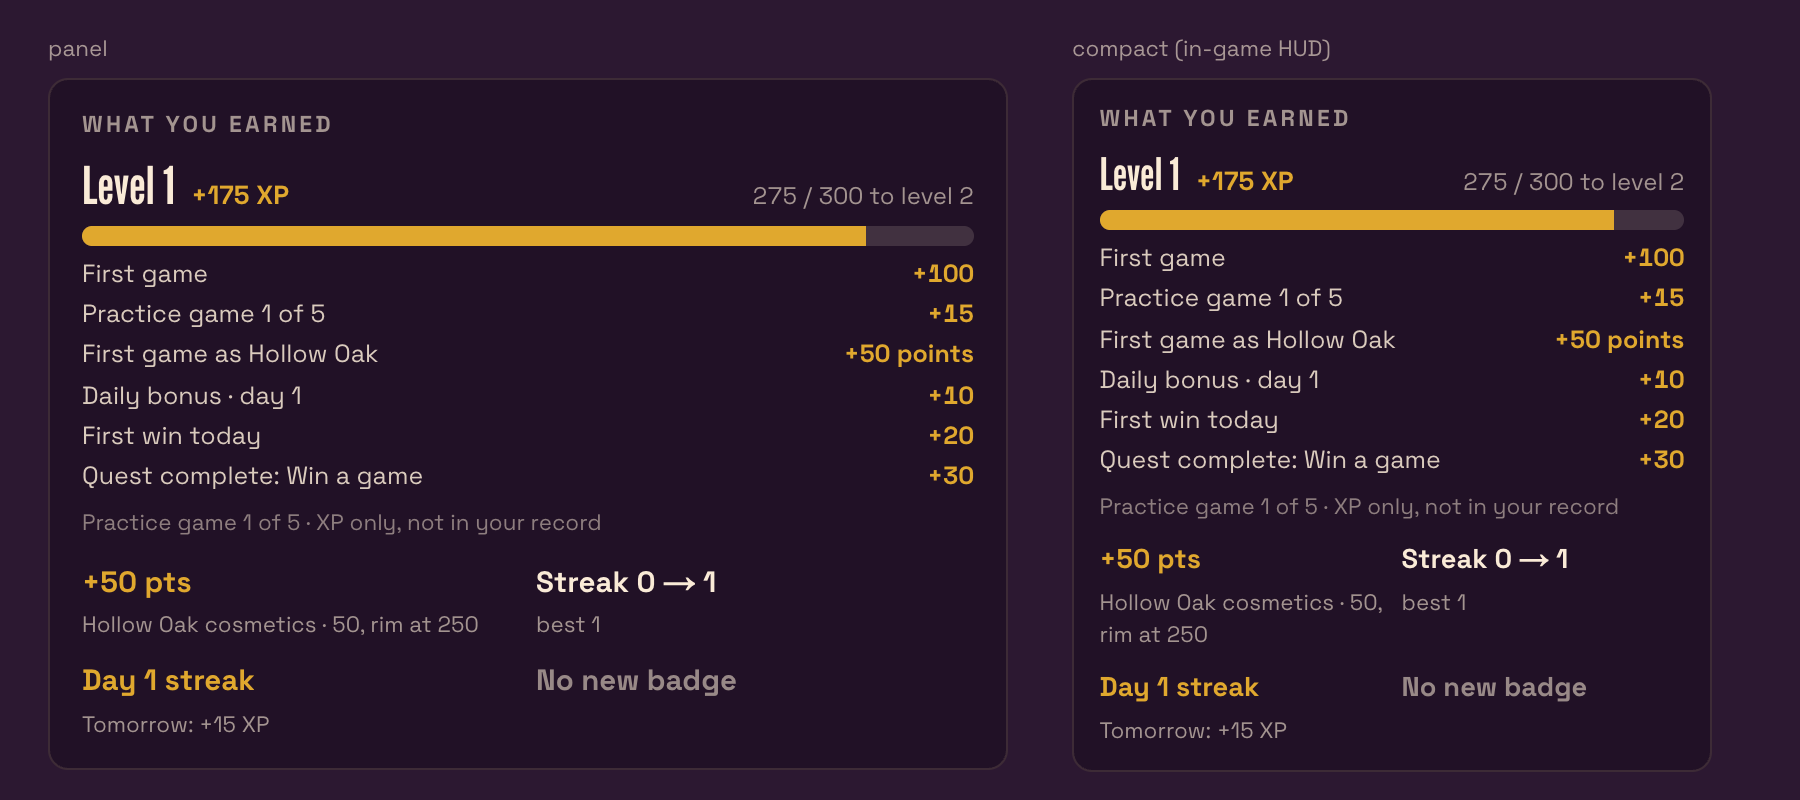 panel
WHAT YOU EARNED
Level 1 +175 XP 275 / 300 to level 2
First game +100
Practice game 1 of 5 +15
First game as Hollow Oak +50 points
Daily bonus · day 1 +10
First win today +20
Quest complete: Win a game +30
Practice game 1 of 5 · XP only, not in your record
+50 pts Streak 0 → 1
Hollow Oak cosmetics · 50, rim at 250 best 1
Day 1 streak No new badge
Tomorrow: +15 XP
compact (in-game HUD)
WHAT YOU EARNED
Level 1 +175 XP 275 / 300 to level 2
First game +100
Practice game 1 of 5 +15
First game as Hollow Oak +50 points
Daily bonus · day 1 +10
First win today +20
Quest complete: Win a game +30
Practice game 1 of 5 · XP only, not in your record
+50 pts Streak 0 → 1
Hollow Oak cosmetics · 50, best 1
rim at 250
Day 1 streak No new badge
Tomorrow: +15 XP